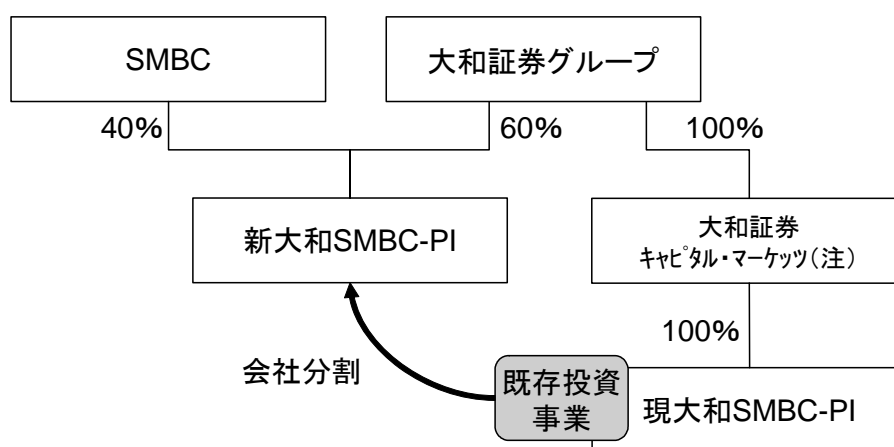 SMBC
大和証券グループ
40%
60%
100%
新大和SMBC-PI
大和証券
ｷｬﾋﾟﾀﾙ・ﾏｰｹｯﾂ(注)
100%
会社分割
既存投資
事業
現大和SMBC-PI